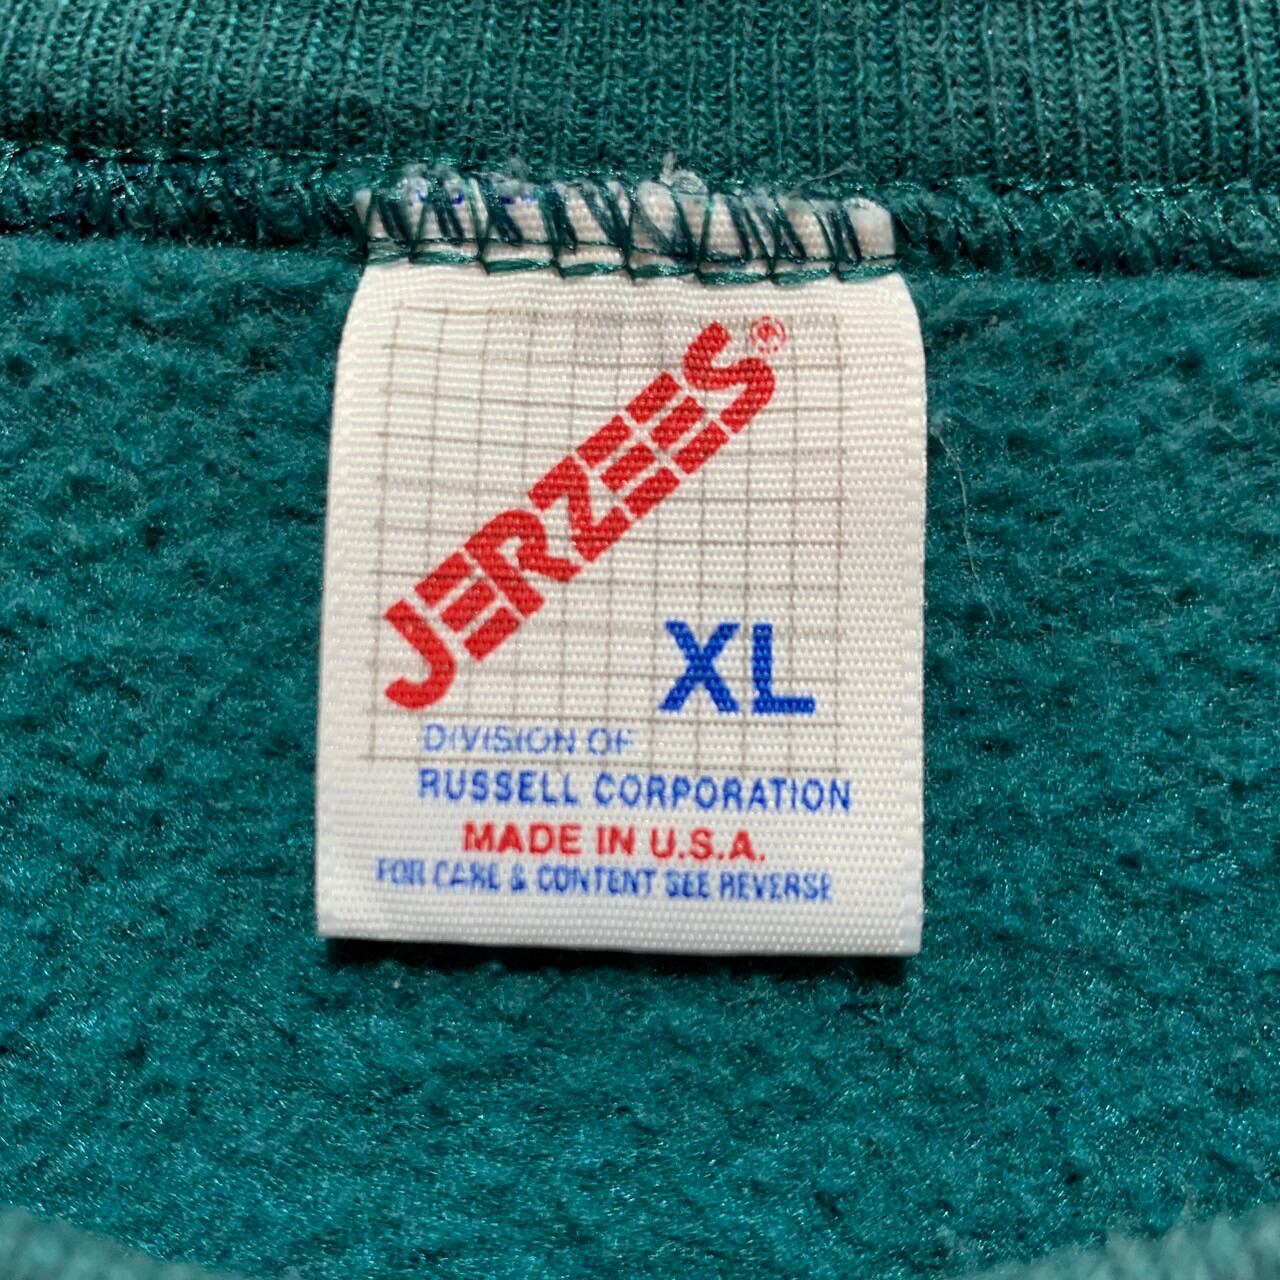 JERZEES®
XL
DIVISION OF
RUSSELL CORPORATION
MADE IN U.S.A.
FOR CARE & CONTENT SEE REVERSE